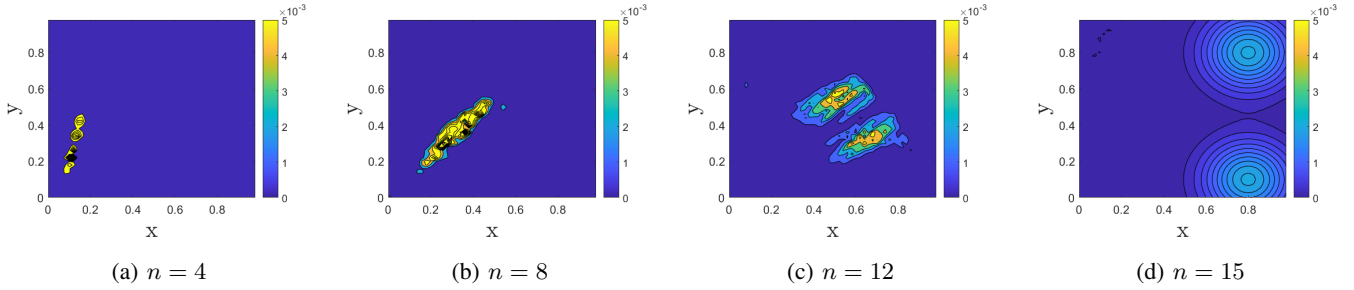 ×10⁻³ ×10⁻³ ×10⁻³ ×10⁻³
5 5 5 5
0.8 0.8 0.8 0.8
4 4 4 4
0.6 0.6 0.6 0.6
3 3 3 3
y y y y
0.4 0.4 0.4 0.4
2 2 2 2
0.2 0.2 0.2 0.2
1 1 1 1
0 0 0 0 0 0 0 0
0 0.2 0.4 0.6 0.8 0 0.2 0.4 0.6 0.8 0 0.2 0.4 0.6 0.8 0 0.2 0.4 0.6 0.8
x x x x
(a) n = 4 (b) n = 8 (c) n = 12 (d) n = 15